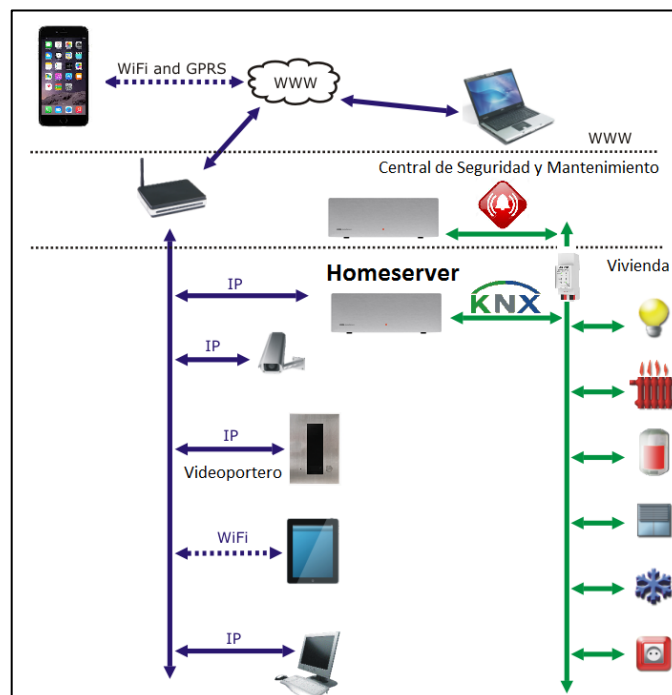 WiFi and GPRS
WWW
WWW
Central de Seguridad y Mantenimiento
Homeserver
Vivienda
IP
KNX
IP
IP
Videoportero
WiFi
IP